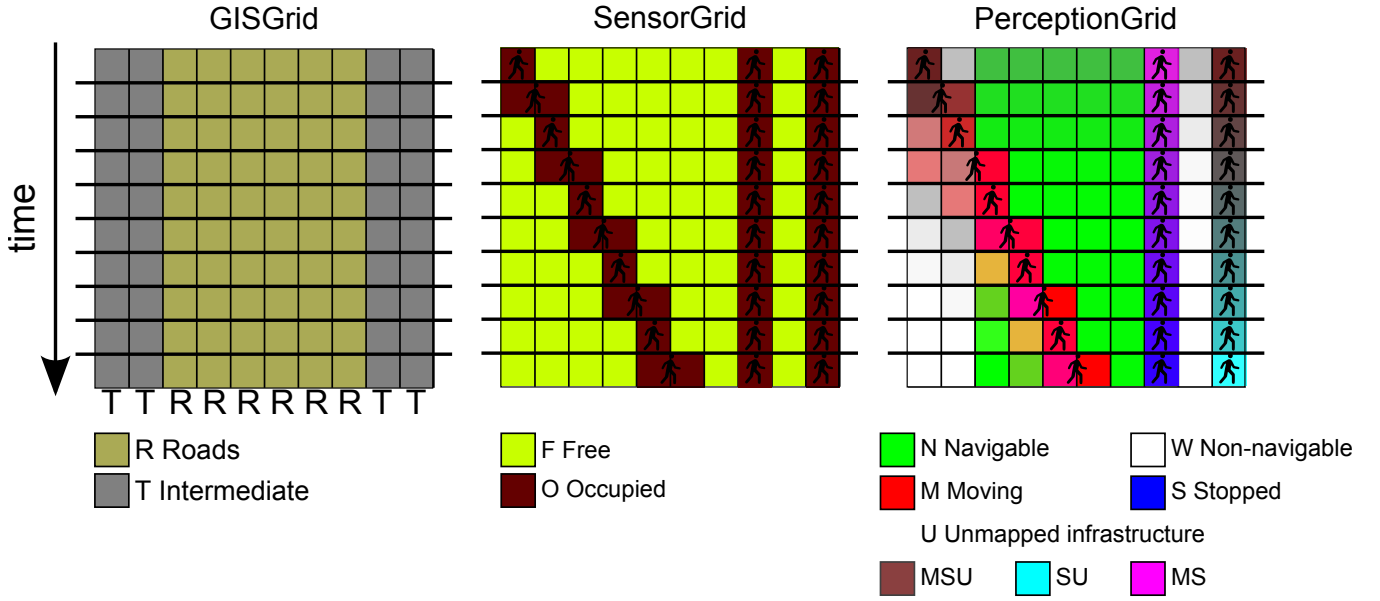 GISGrid SensorGrid PerceptionGrid
time
T T R R R R R R T T
R Roads
T Intermediate
F Free
O Occupied
N Navigable W Non-navigable
M Moving S Stopped
U Unmapped infrastructure
MSU SU MS